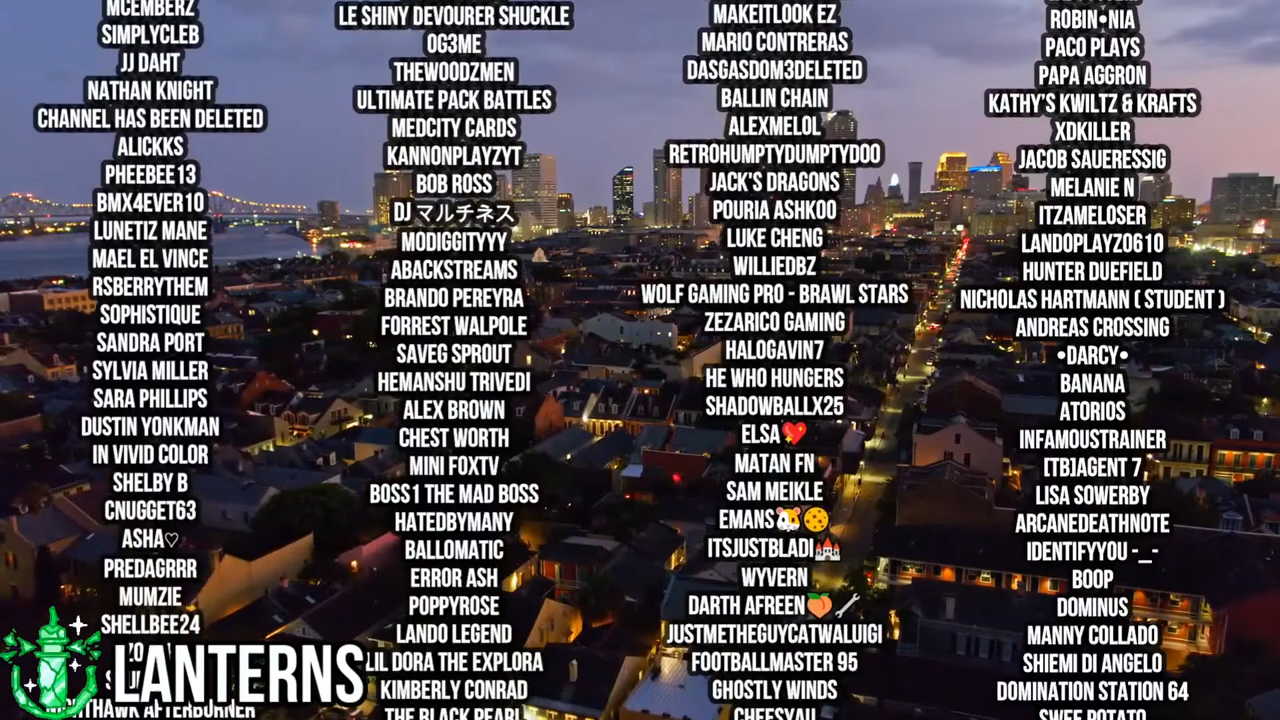 MCEMBERZ
SIMPLYCLEB
JJ DAHT
NATHAN KNIGHT
CHANNEL HAS BEEN DELETED
ALICKKS
PHEEBEE13
BMX4EVER10
LUNETIZ MANE
MAEL EL VINCE
RSBERRYTHEM
SOPHISTIQUE
SANDRA PORT
SYLVIA MILLER
SARA PHILLIPS
DUSTIN YONKMAN
IN VIVID COLOR
SHELBY B
CNUGGET63
ASHA♡
PREDAGRRR
MUMZIE
SHELLBEE24
AFTERBURNER
LANTERNS
LE SHINY DEVOURER SHUCKLE
0G3ME
THEWOODZMEN
ULTIMATE PACK BATTLES
MEDCITY CARDS
KANNONPLAYZYT
BOB ROSS
DJ マルチネス
MODIGGITYYY
ABACKSTREAMS
BRANDO PEREYRA
FORREST WALPOLE
SAVEG SPROUT
HEMANSHU TRIVEDI
ALEX BROWN
CHEST WORTH
MINI FOXTV
BOSS1 THE MAD BOSS
HATEDBYMANY
BALLOMATIC
ERROR ASH
POPPYROSE
LANDO LEGEND
LIL DORA THE EXPLORA
KIMBERLY CONRAD
THE BLACK PEARL
MAKEITLOOK EZ
MARIO CONTRERAS
DASGASDOM3DELETED
BALLIN CHAIN
ALEXMELOL
RETROHUMPTYDUMPTYDOO
JACK'S DRAGONS
POURIA ASHKOO
LUKE CHENG
WILLIEDBZ
WOLF GAMING PRO - BRAWL STARS
ZEZARICO GAMING
HALOGAVIN7
HE WHO HUNGERS
SHADOWBALLX25
ELSA💖
MATAN FN
SAM MEIKLE
EMANS🐹🍪
ITSJUSTBLADI🏰
WYVERN
DARTH AFREEN🍑🔧
JUSTMETHEGUYCATWALUIGI
FOOTBALLMASTER 95
GHOSTLY WINDS
CHEESYAU
ROBIN•NIA
PACO PLAYS
PAPA AGGRON
KATHY'S KWILTZ & KRAFTS
XDKILLER
JACOB SAUERESSIG
MELANIE N
ITZAMELOSER
LANDOPLAYZ0610
HUNTER DUEFIELD
NICHOLAS HARTMANN ( STUDENT )
ANDREAS CROSSING
•DARCY•
BANANA
ATORIOS
INFAMOUSTRAINER
[TB]AGENT 7
LISA SOWERBY
ARCANEDEATHNOTE
IDENTIFYYOU -_-
BOOP
DOMINUS
MANNY COLLADO
SHIEMI DI ANGELO
DOMINATION STATION 64
SWEE POTATO